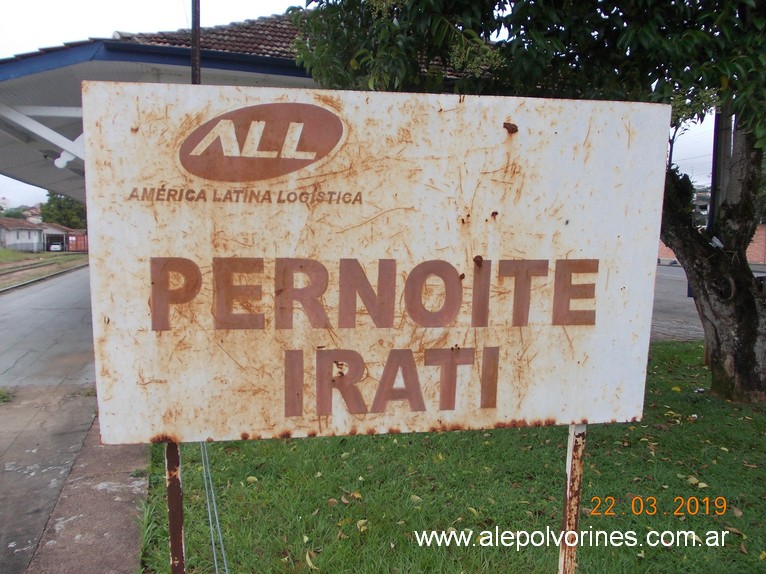 ALL
AMÉRICA LATINA LOGÍSTICA
PERNOITE
IRATI
22.03.2019
www.alepolvorines.com.ar